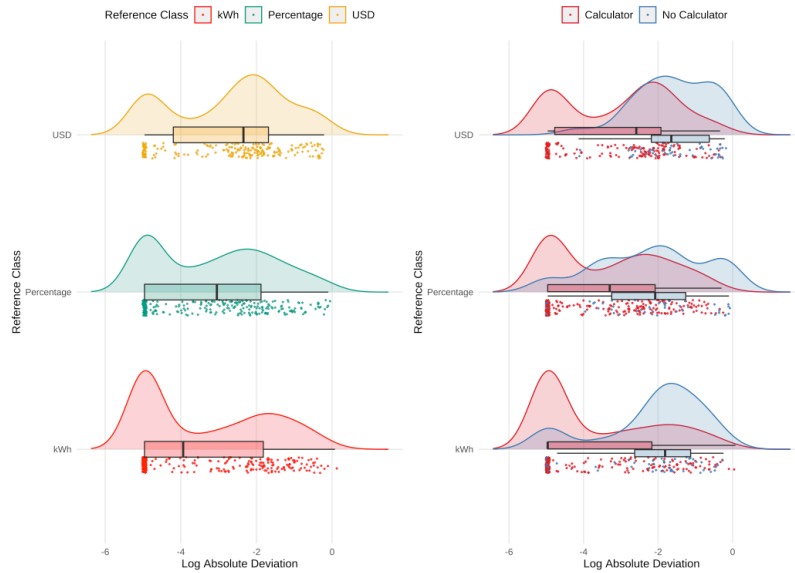 Reference Class kWh Percentage USD
Calculator No Calculator
USD
Percentage
kWh
Reference Class
-6 -4 -2 0
Log Absolute Deviation
USD
Percentage
kWh
Reference Class
-6 -4 -2 0
Log Absolute Deviation